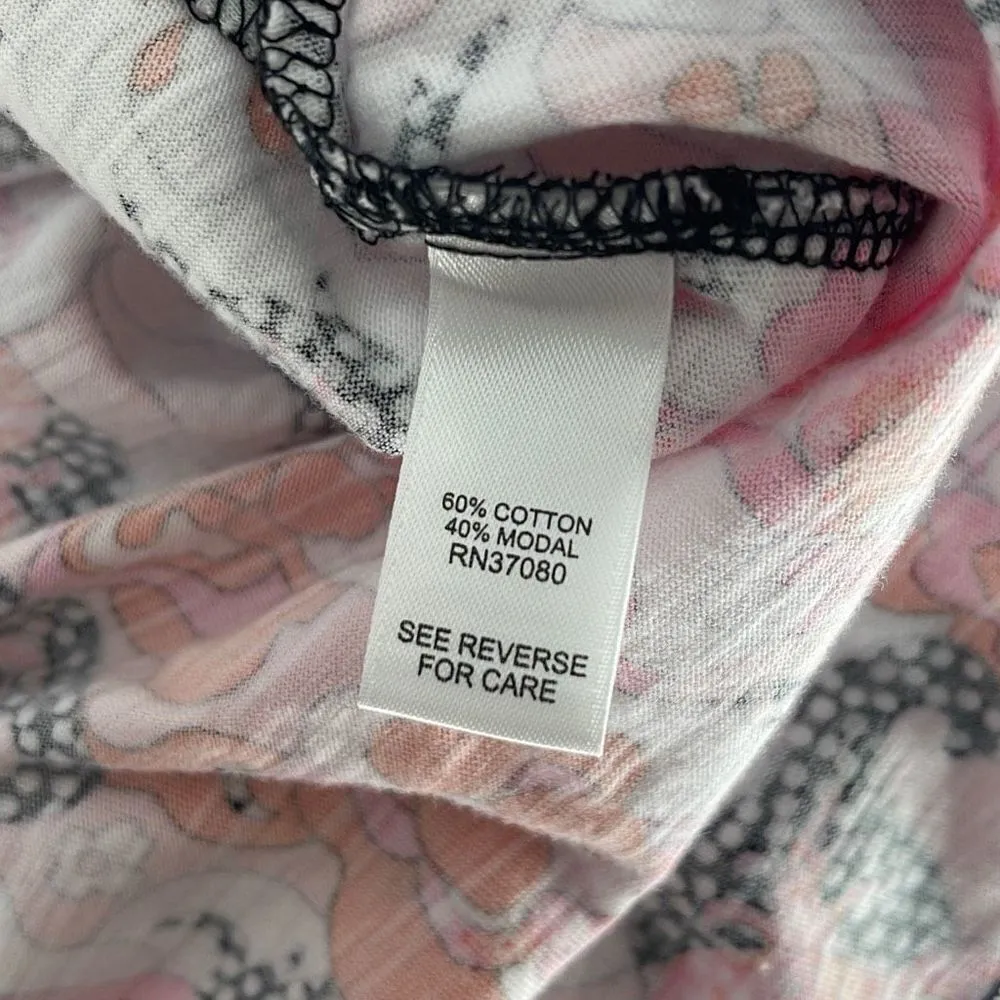 60% COTTON
40% MODAL
RN37080
SEE REVERSE
FOR CARE